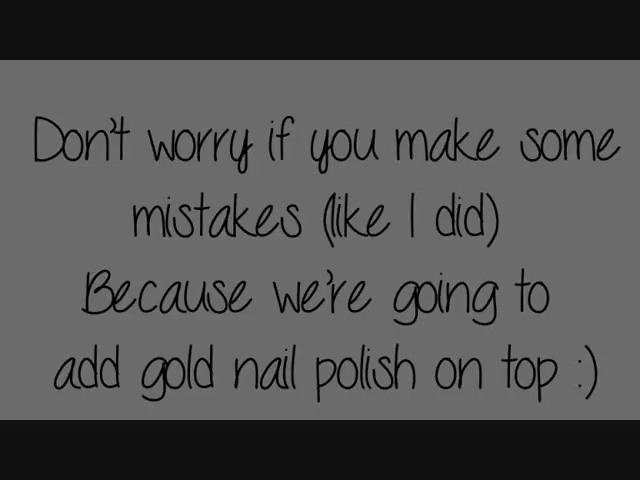 Don't worry if you make some
mistakes (like I did)
Because we're going to
add gold nail polish on top :)